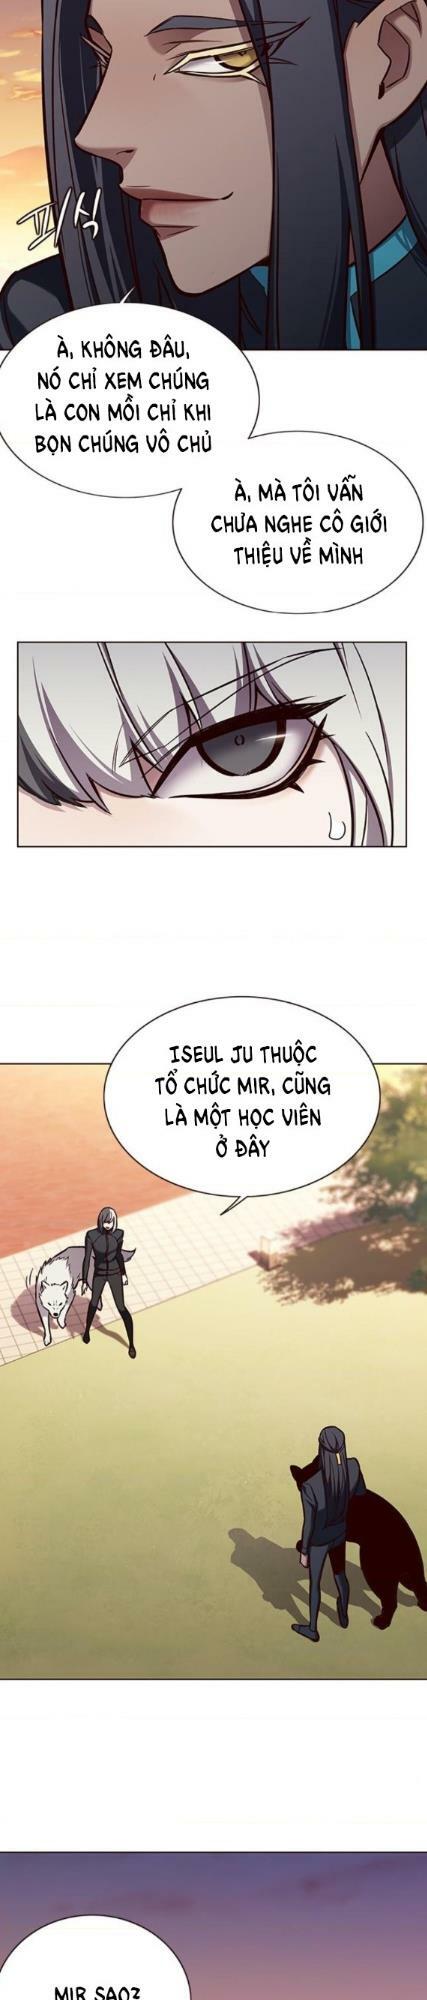 피식
À, KHÔNG ĐÂU,
NÓ CHỈ XEM CHÚNG
LÀ CON MỒI CHỈ KHI
BỌN CHÚNG VÔ CHỦ
À, MÀ TÔI VẪN
CHƯA NGHE CÔ GIỚI
THIỆU VỀ MÌNH
ISEUL JU THUỘC
TỔ CHỨC MIR, CŨNG
LÀ MỘT HỌC VIÊN
Ở ĐÂY
MIR SAO?